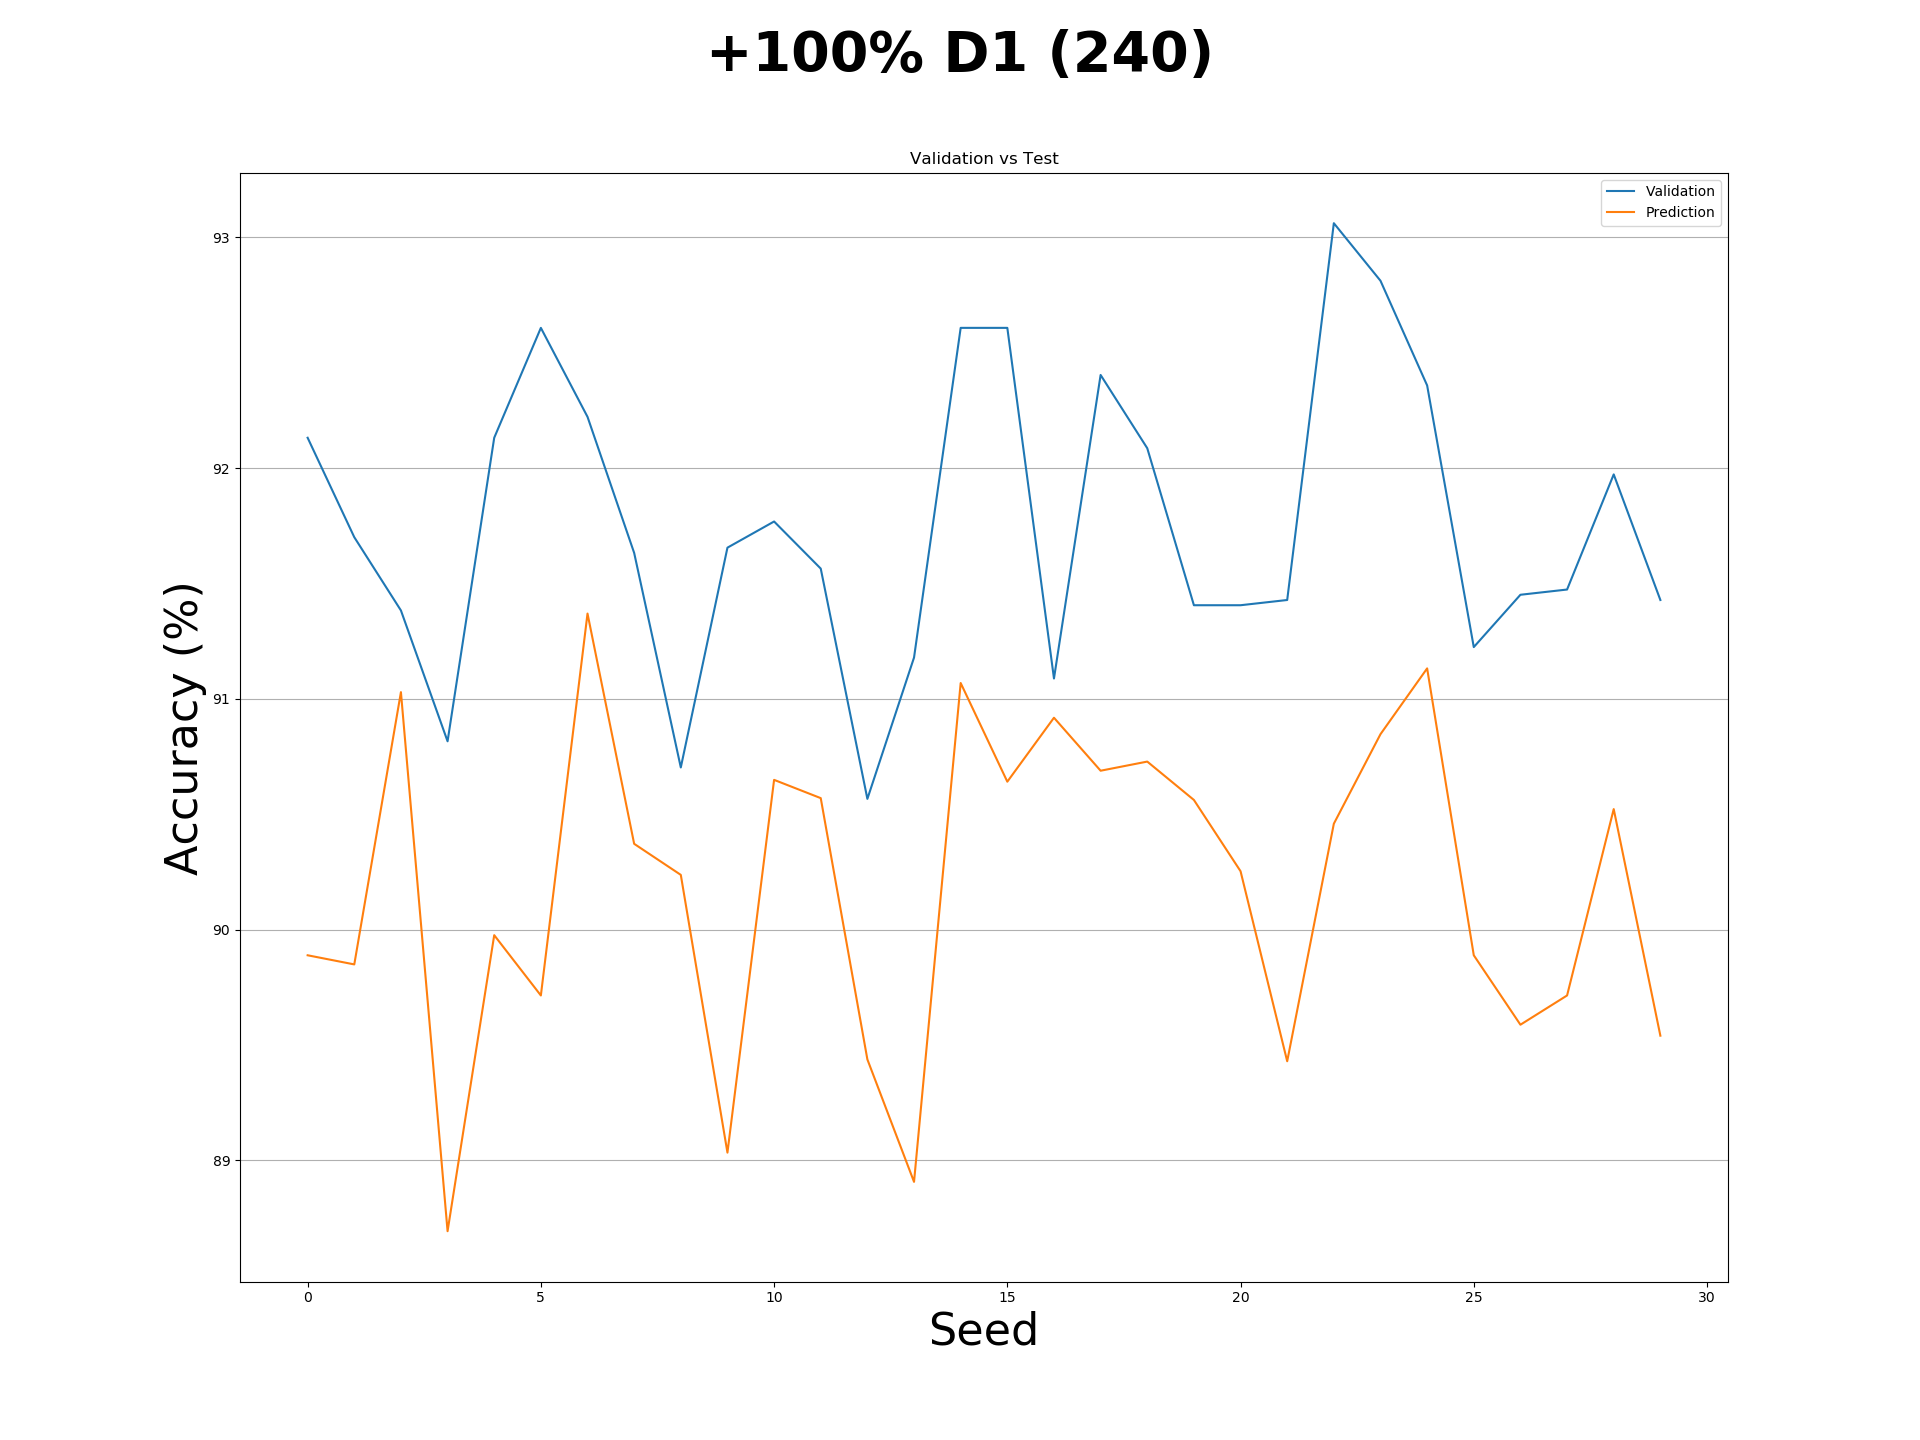 +100% D1 (240)
Validation vs Test
Validation
Prediction
93
92
91
90
89
Accuracy (%)
0 5 10 15 20 25 30
Seed